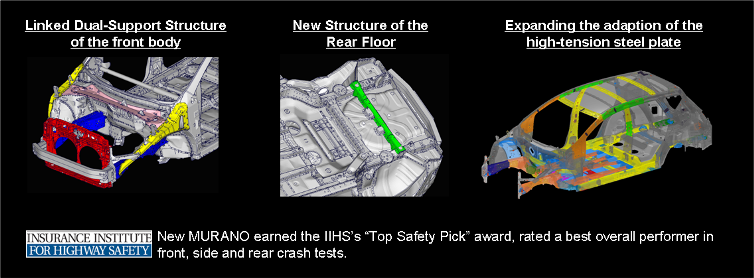 Linked Dual-Support Structure
of the front body
New Structure of the
Rear Floor
Expanding the adaption of the
high-tension steel plate
INSURANCE INSTITUTE
FOR HIGHWAY SAFETY
New MURANO earned the IIHS's “Top Safety Pick” award, rated a best overall performer in
front, side and rear crash tests.